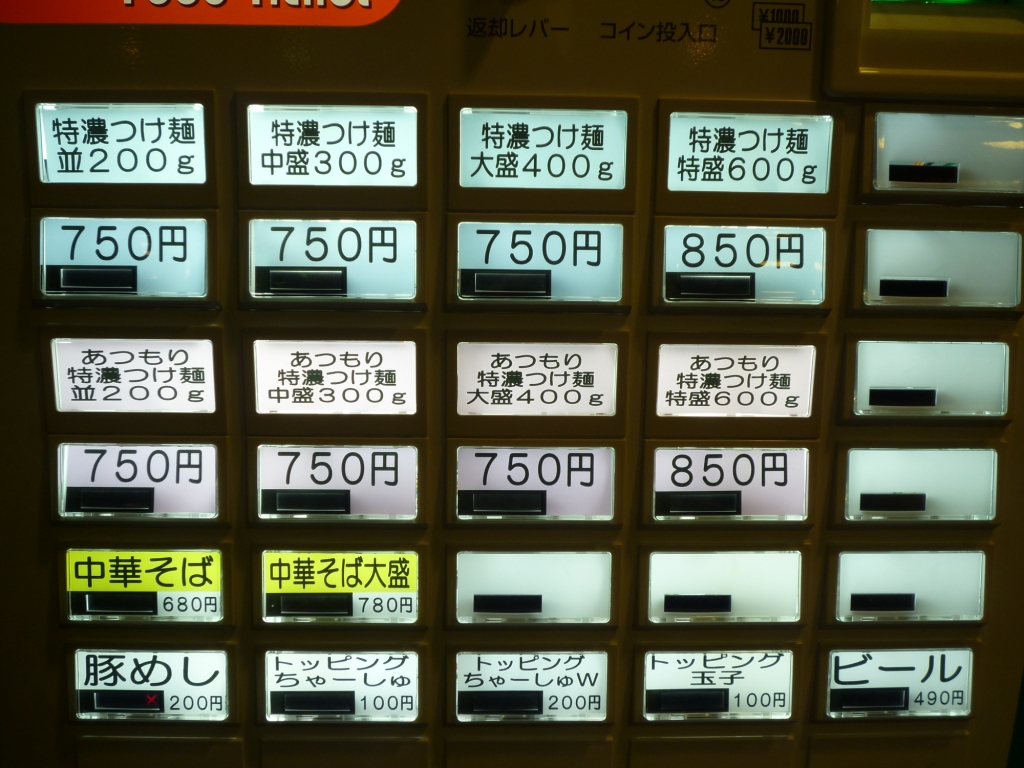 Food Ticket
返却レバー
コイン投入口
¥1000
¥2000
特濃つけ麺
並200g
特濃つけ麺
中盛300g
特濃つけ麺
大盛400g
特濃つけ麺
特盛600g
750円
750円
750円
850円
あつもり
特濃つけ麺
並200g
あつもり
特濃つけ麺
中盛300g
あつもり
特濃つけ麺
大盛400g
あつもり
特濃つけ麺
特盛600g
750円
750円
750円
850円
中華そば
680円
中華そば大盛
780円
豚めし
200円
トッピング
ちゃーしゅ
100円
トッピング
ちゃーしゅW
200円
トッピング
玉子
100円
ビール
490円